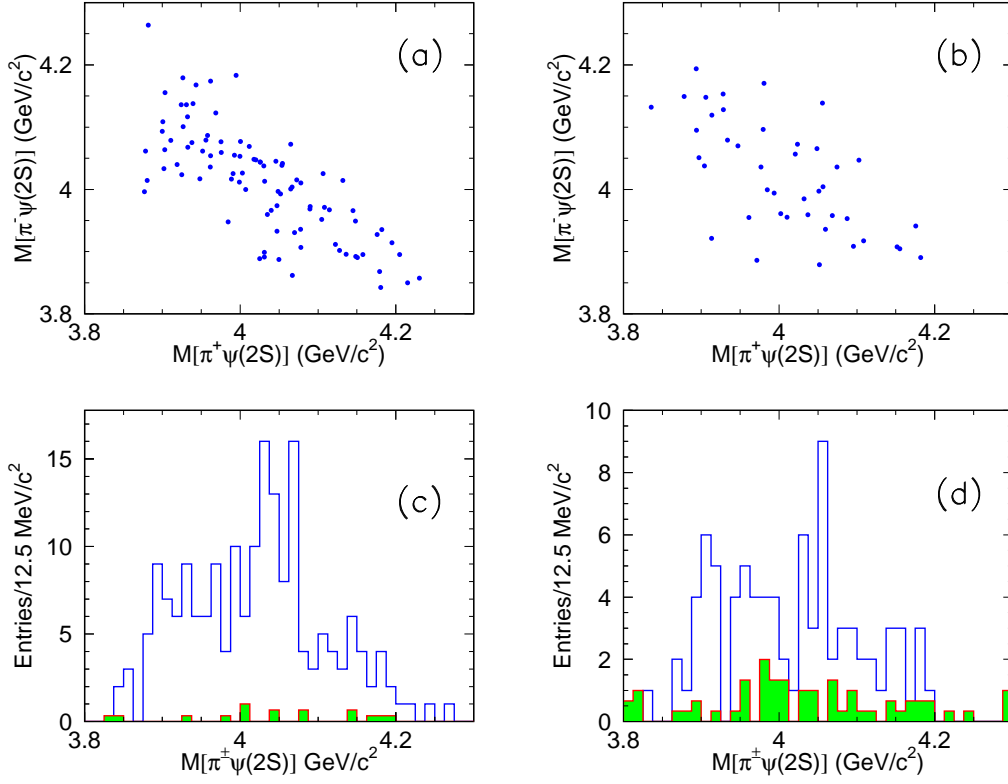 (a)
M[π⁻ψ(2S)] (GeV/c²)
4.2
4
3.8
3.8
4
4.2
M[π⁺ψ(2S)] (GeV/c²)
(b)
M[π⁻ψ(2S)] (GeV/c²)
4.2
4
3.8
3.8
4
4.2
M[π⁺ψ(2S)] (GeV/c²)
(c)
Entries/12.5 MeV/c²
15
10
5
0
3.8
4
4.2
M[π±ψ(2S)] GeV/c²
(d)
Entries/12.5 MeV/c²
10
8
6
4
2
0
3.8
4
4.2
M[π±ψ(2S)] (GeV/c²)